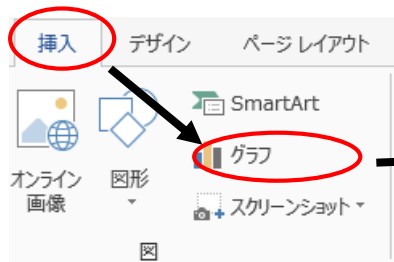 挿入 デザイン ページ レイアウト
SmartArt
グラフ
オンライン
画像
図形
スクリーンショット
図